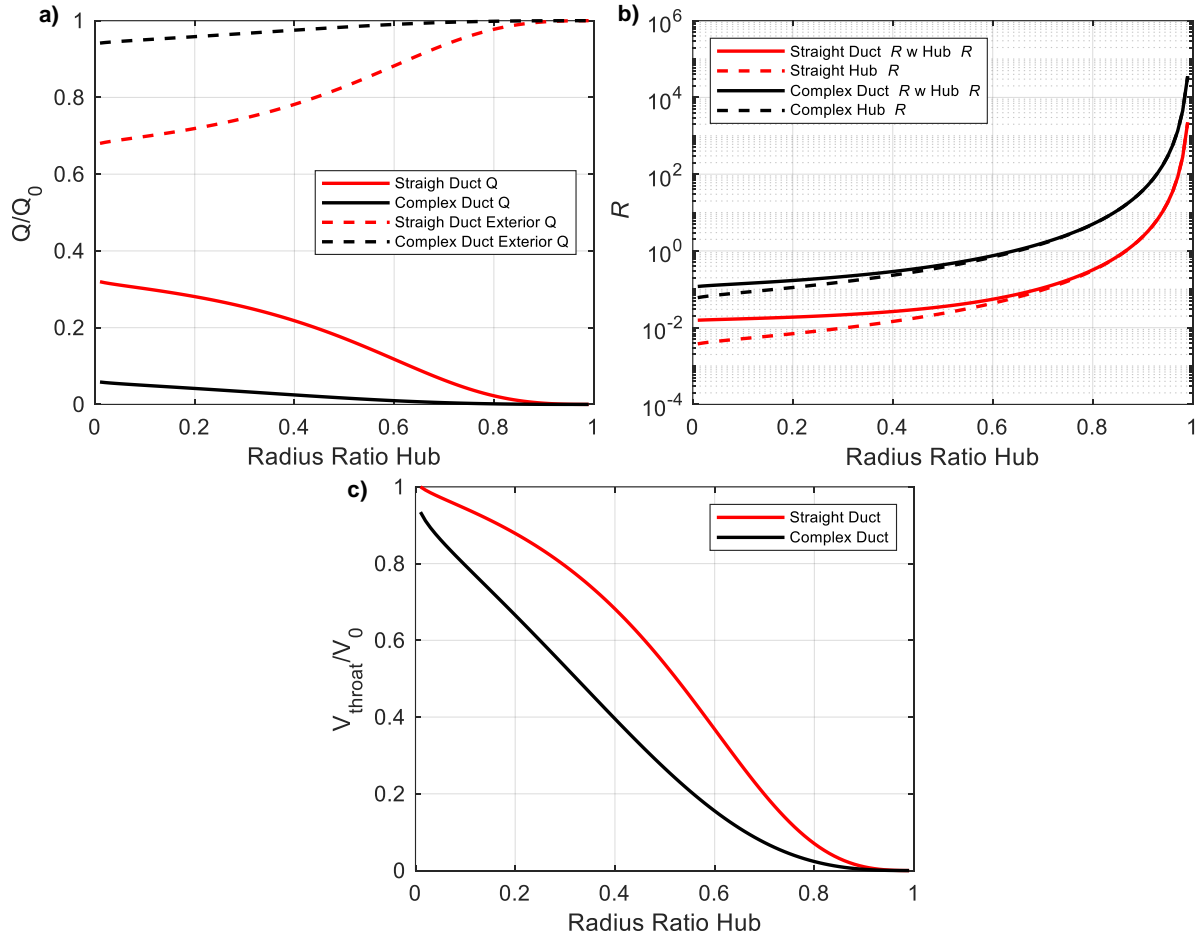 a)
1
0.8
0.6
0.4
0.2
0
Q/Q0
0 0.2 0.4 0.6 0.8 1
Radius Ratio Hub
Straigh Duct Q
Complex Duct Q
Straigh Duct Exterior Q
Complex Duct Exterior Q
b)
10^6
10^4
10^2
10^0
10^-2
10^-4
R
0 0.2 0.4 0.6 0.8 1
Radius Ratio Hub
Straight Duct R w Hub R
Straight Hub R
Complex Duct R w Hub R
Complex Hub R
c)
1
0.8
0.6
0.4
0.2
0
Vthroat/V0
0 0.2 0.4 0.6 0.8 1
Radius Ratio Hub
Straight Duct
Complex Duct